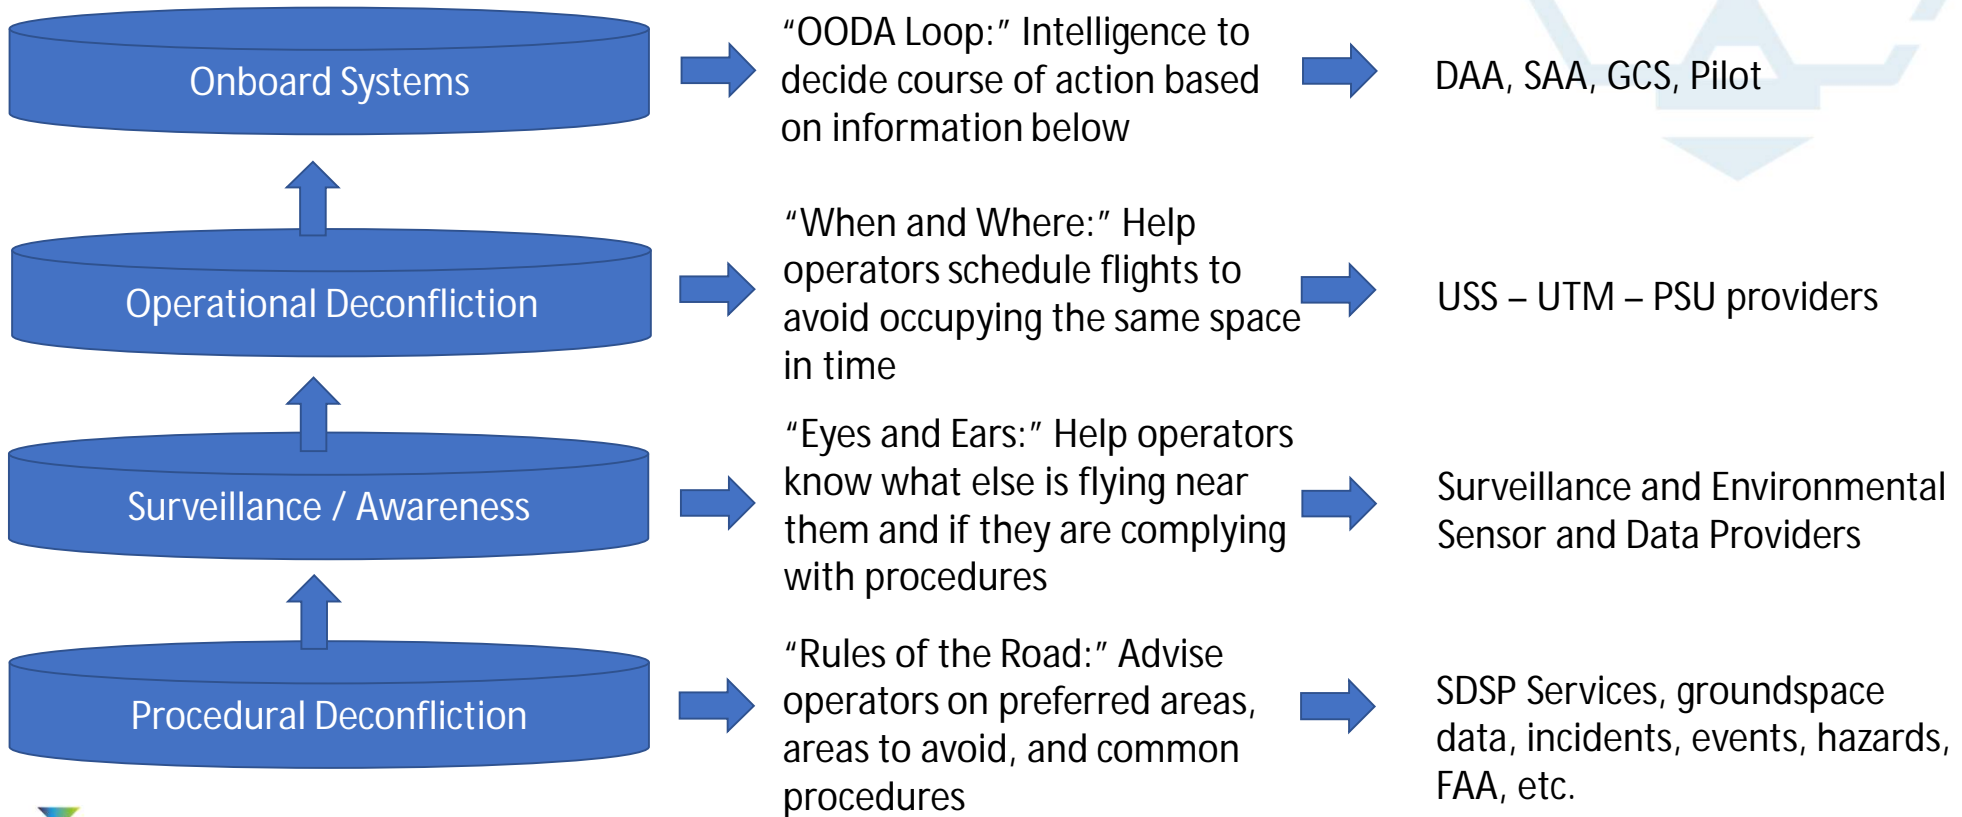 Onboard Systems
“OODA Loop:” Intelligence to
decide course of action based
on information below
DAA, SAA, GCS, Pilot
Operational Deconfliction
“When and Where:” Help
operators schedule flights to
avoid occupying the same space
in time
USS – UTM – PSU providers
Surveillance / Awareness
“Eyes and Ears:” Help operators
know what else is flying near
them and if they are complying
with procedures
Surveillance and Environmental
Sensor and Data Providers
Procedural Deconfliction
“Rules of the Road:” Advise
operators on preferred areas,
areas to avoid, and common
procedures
SDSP Services, groundspace
data, incidents, events, hazards,
FAA, etc.